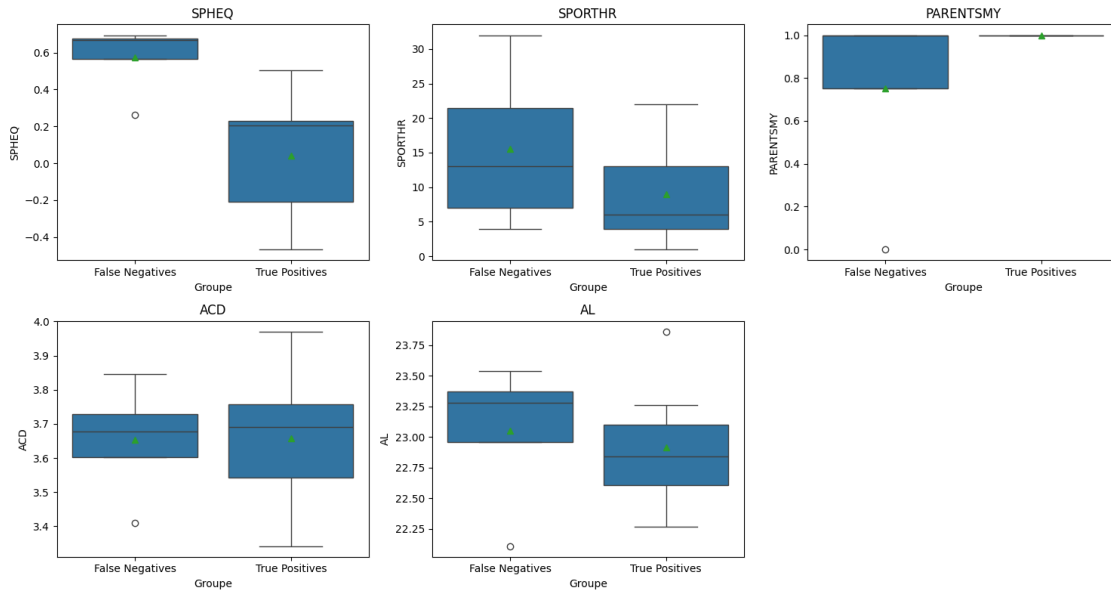 SPHEQ
SPHEQ
0.6
0.4
0.2
0.0
−0.2
−0.4
False Negatives
True Positives
Groupe
SPORTHR
SPORTHR
30
25
20
15
10
5
0
False Negatives
True Positives
Groupe
PARENTSMY
PARENTSMY
1.0
0.8
0.6
0.4
0.2
0.0
False Negatives
True Positives
Groupe
ACD
ACD
4.0
3.9
3.8
3.7
3.6
3.5
3.4
False Negatives
True Positives
Groupe
AL
AL
23.75
23.50
23.25
23.00
22.75
22.50
22.25
False Negatives
True Positives
Groupe